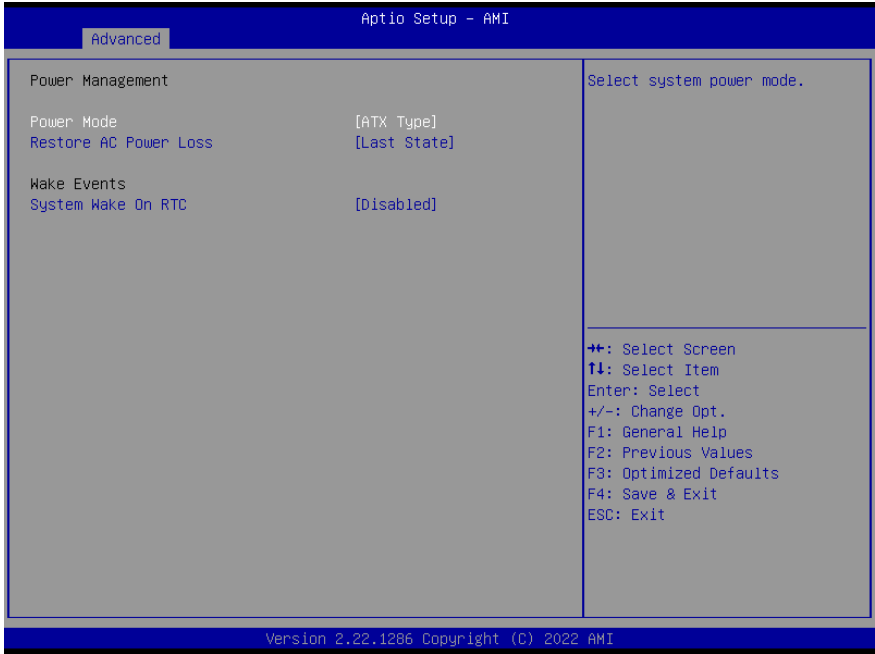 Aptio Setup – AMI
Advanced
Power Management
Select system power mode.
Power Mode [ATX Type]
Restore AC Power Loss [Last State]
Wake Events
System Wake On RTC [Disabled]
→←: Select Screen
↑↓: Select Item
Enter: Select
+/-: Change Opt.
F1: General Help
F2: Previous Values
F3: Optimized Defaults
F4: Save & Exit
ESC: Exit
Version 2.22.1286 Copyright (C) 2022 AMI